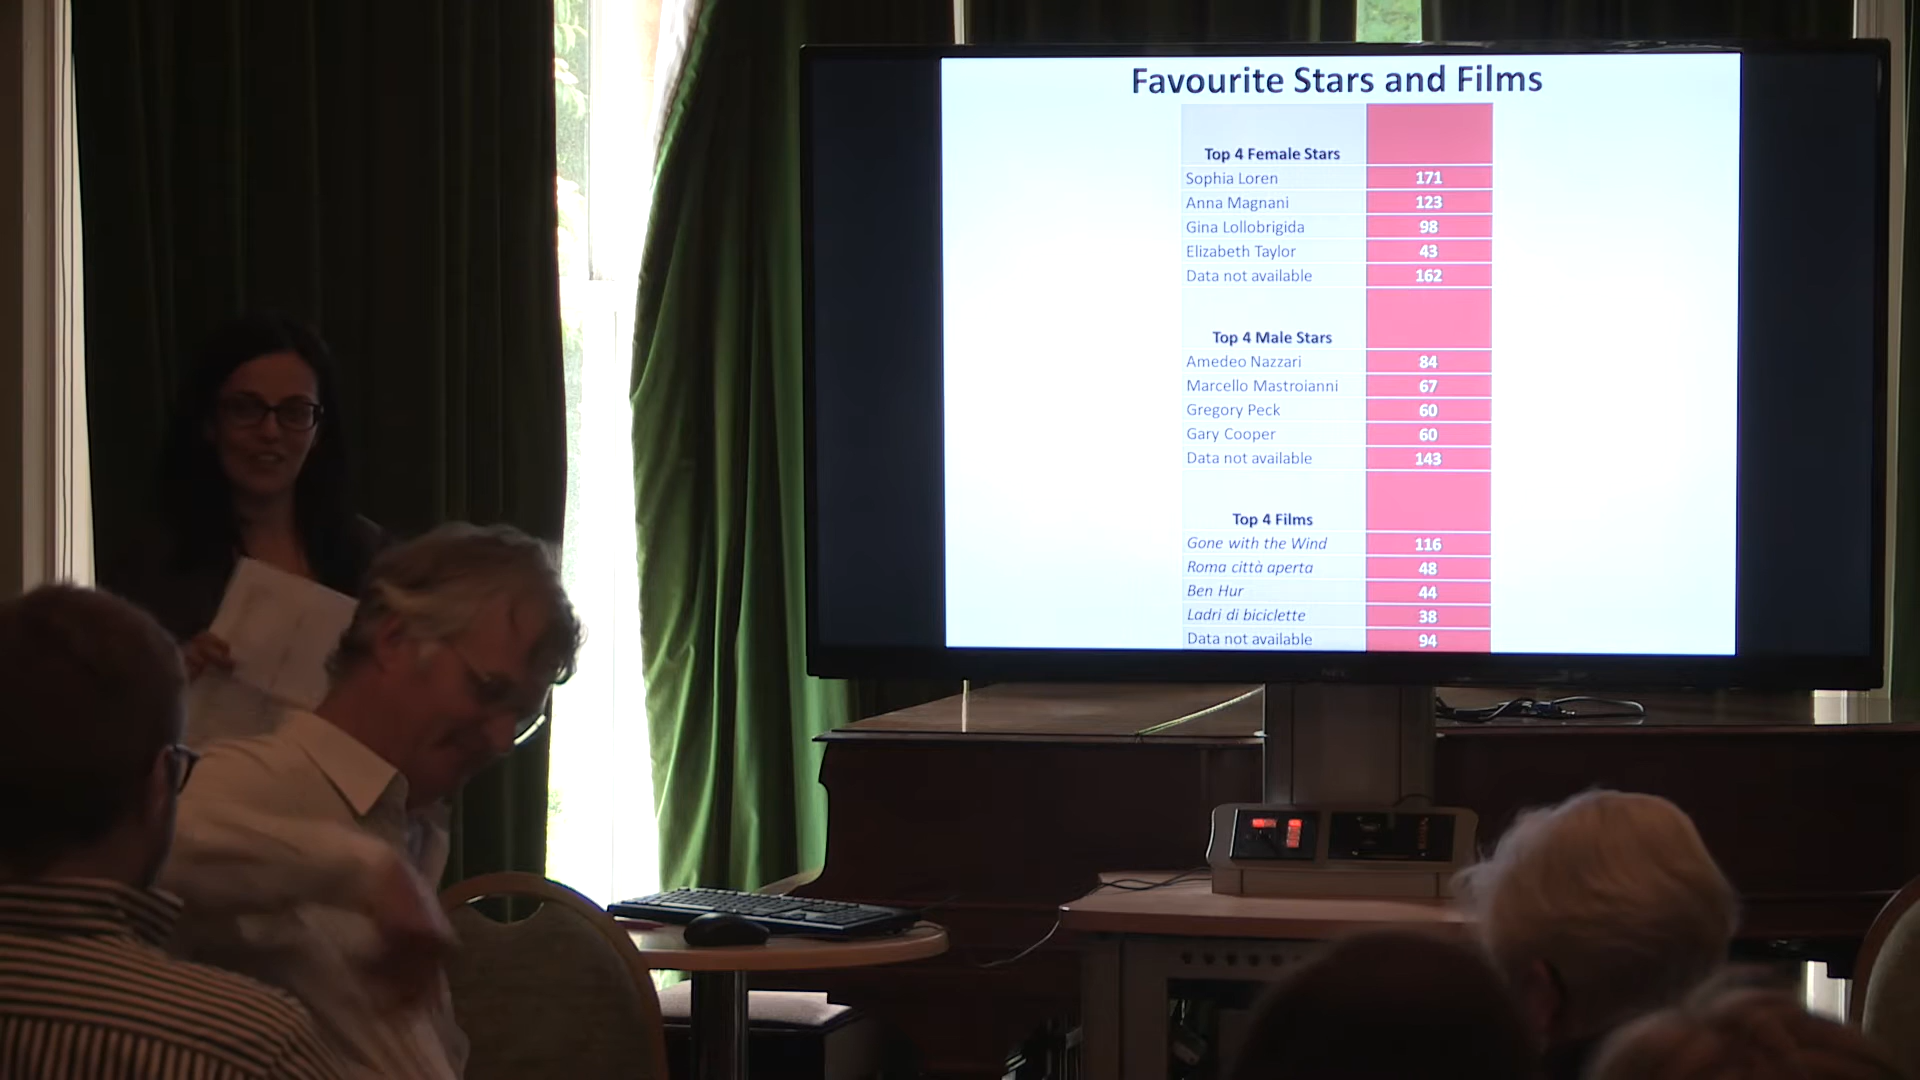 Favourite Stars and Films
Top 4 Female Stars
Sophia Loren 171
Anna Magnani 123
Gina Lollobrigida 98
Elizabeth Taylor 43
Data not available 162
Top 4 Male Stars
Amedeo Nazzari 84
Marcello Mastroianni 67
Gregory Peck 60
Gary Cooper 60
Data not available 143
Top 4 Films
Gone with the Wind 116
Roma città aperta 48
Ben Hur 44
Ladri di biciclette 38
Data not available 94
NEC